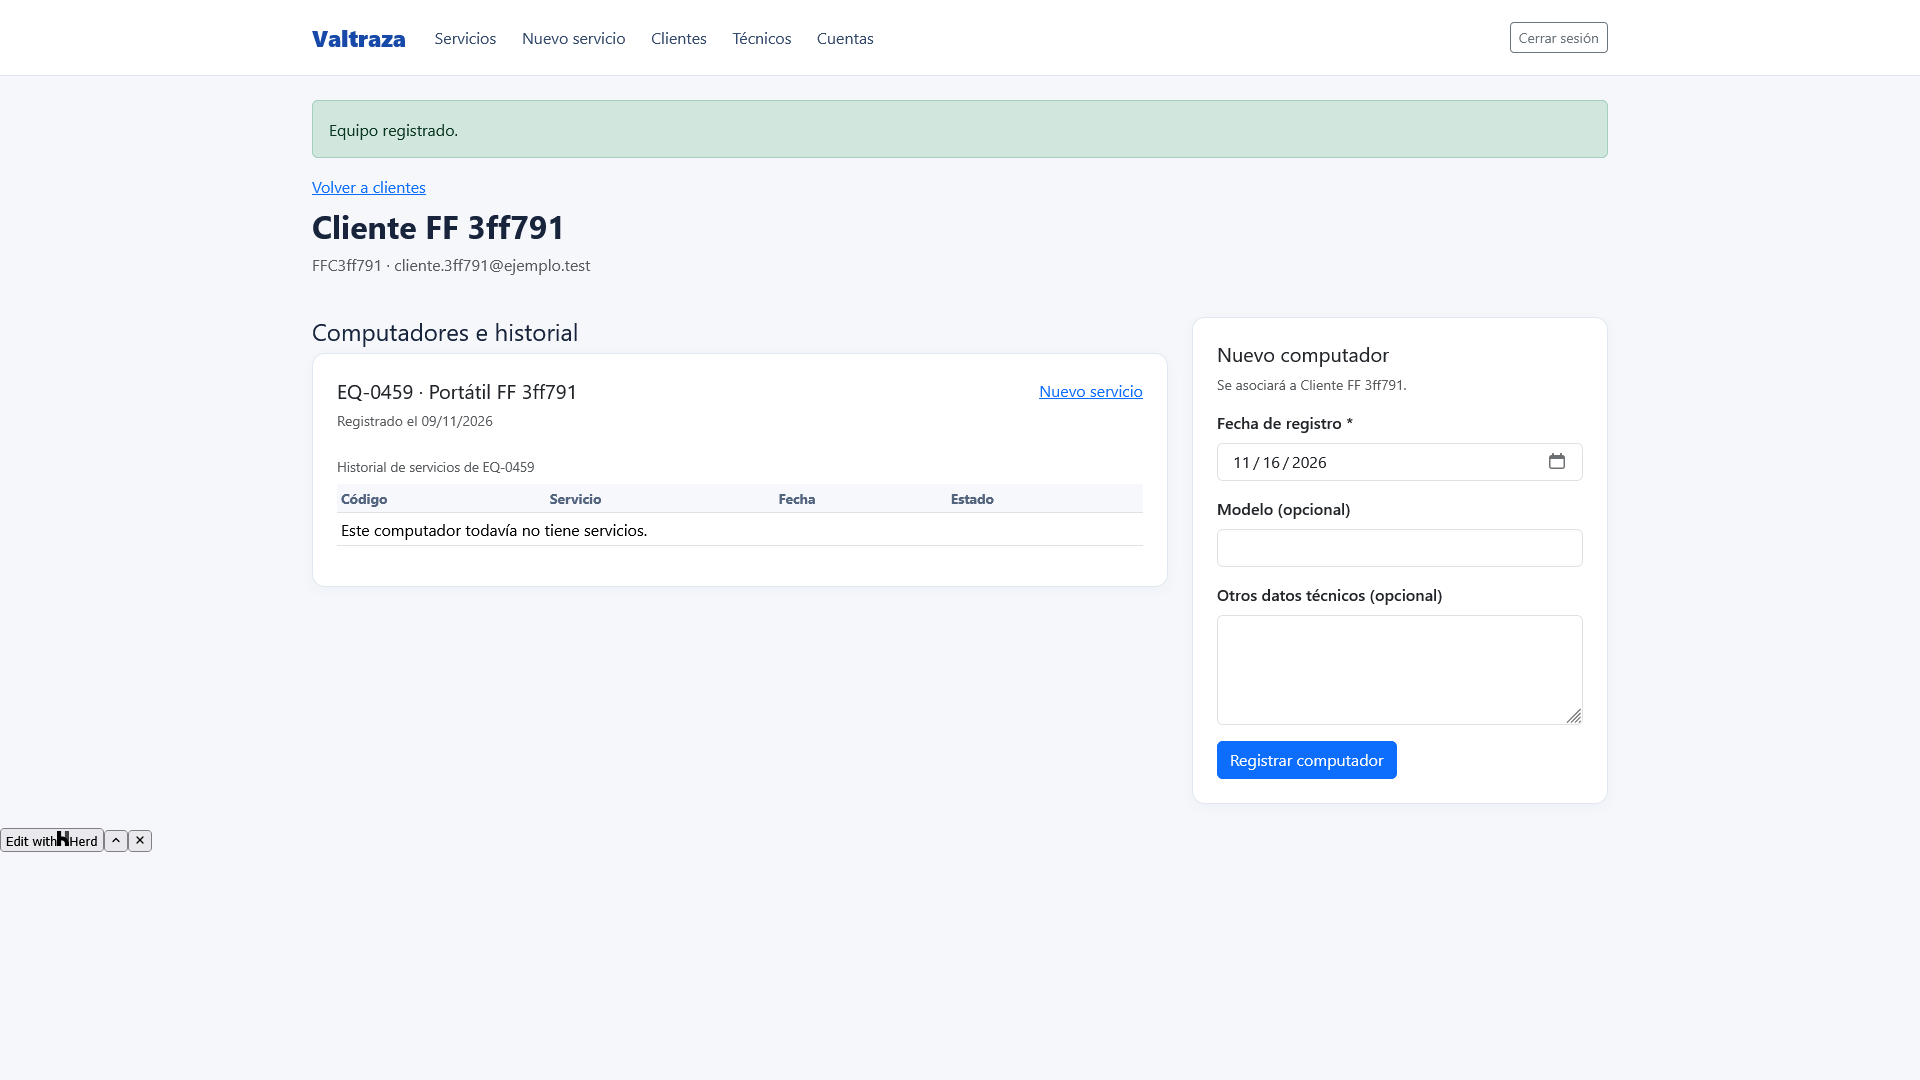 Valtraza Servicios Nuevo servicio Clientes Técnicos Cuentas Cerrar sesión
Equipo registrado.
Volver a clientes
Cliente FF 3ff791
FFC3ff791 · cliente.3ff791@ejemplo.test
Computadores e historial
EQ-0459 · Portátil FF 3ff791 Nuevo servicio
Registrado el 09/11/2026
Historial de servicios de EQ-0459
Código Servicio Fecha Estado
Este computador todavía no tiene servicios.
Nuevo computador
Se asociará a Cliente FF 3ff791.
Fecha de registro *
11/16/2026
Modelo (opcional)
Otros datos técnicos (opcional)
Registrar computador
Edit with Herd